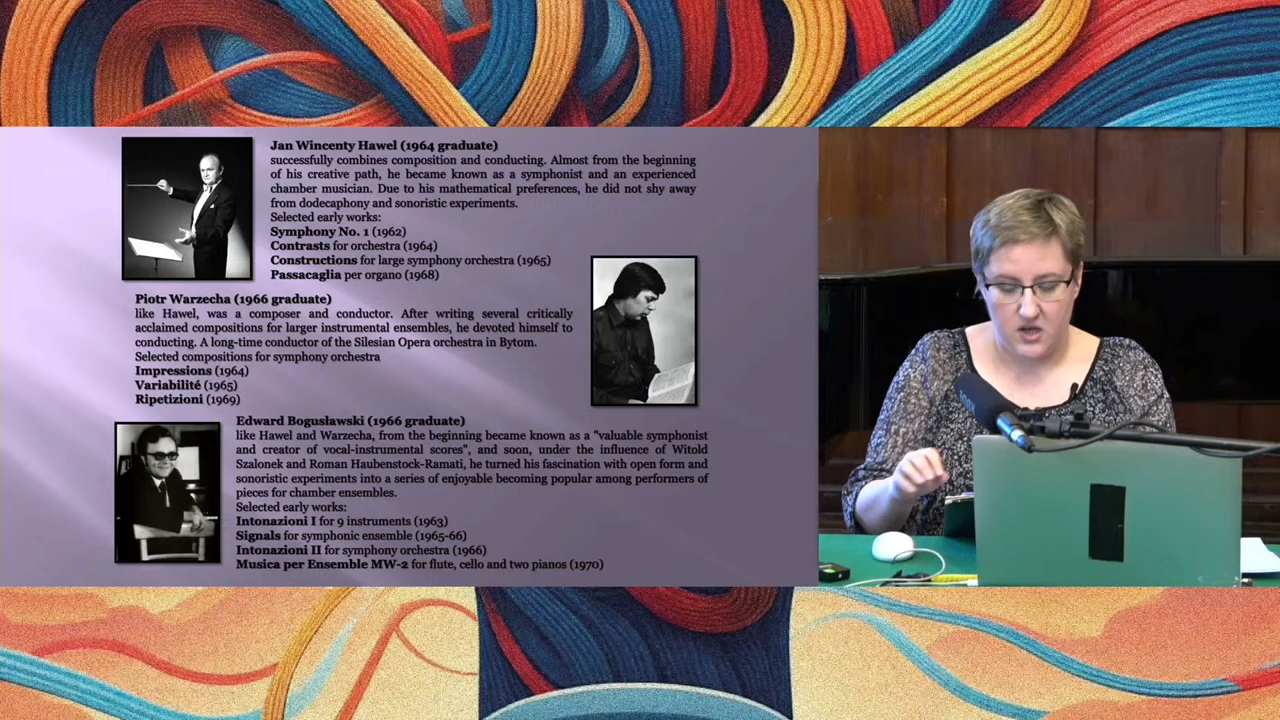 Jan Wincenty Hawel (1964 graduate)
successfully combines composition and conducting. Almost from the beginning
of his creative path, he became known as a symphonist and an experienced
chamber musician. Due to his mathematical preferences, he did not shy away
from dodecaphony and sonoristic experiments.
Selected early works:
Symphony No. 1 (1962)
Contrasts for orchestra (1964)
Constructions for large symphony orchestra (1965)
Passacaglia per organo (1968)
Piotr Warzecha (1966 graduate)
like Hawel, was a composer and conductor. After writing several critically
acclaimed compositions for larger instrumental ensembles, he devoted himself to
conducting. A long-time conductor of the Silesian Opera orchestra in Bytom.
Selected compositions for symphony orchestra
Impressions (1964)
Variabilité (1965)
Ripetizioni (1969)
Edward Bogusławski (1966 graduate)
like Hawel and Warzecha, from the beginning became known as a "valuable symphonist
and creator of vocal-instrumental scores", and soon, under the influence of Witold
Szalonek and Roman Haubenstock-Ramati, he turned his fascination with open form and
sonoristic experiments into a series of enjoyable becoming popular among performers of
pieces for chamber ensembles.
Selected early works:
Intonazioni I for 9 instruments (1963)
Signals for symphonic ensemble (1965-66)
Intonazioni II for symphony orchestra (1966)
Musica per Ensemble MW-2 for flute, cello and two pianos (1970)